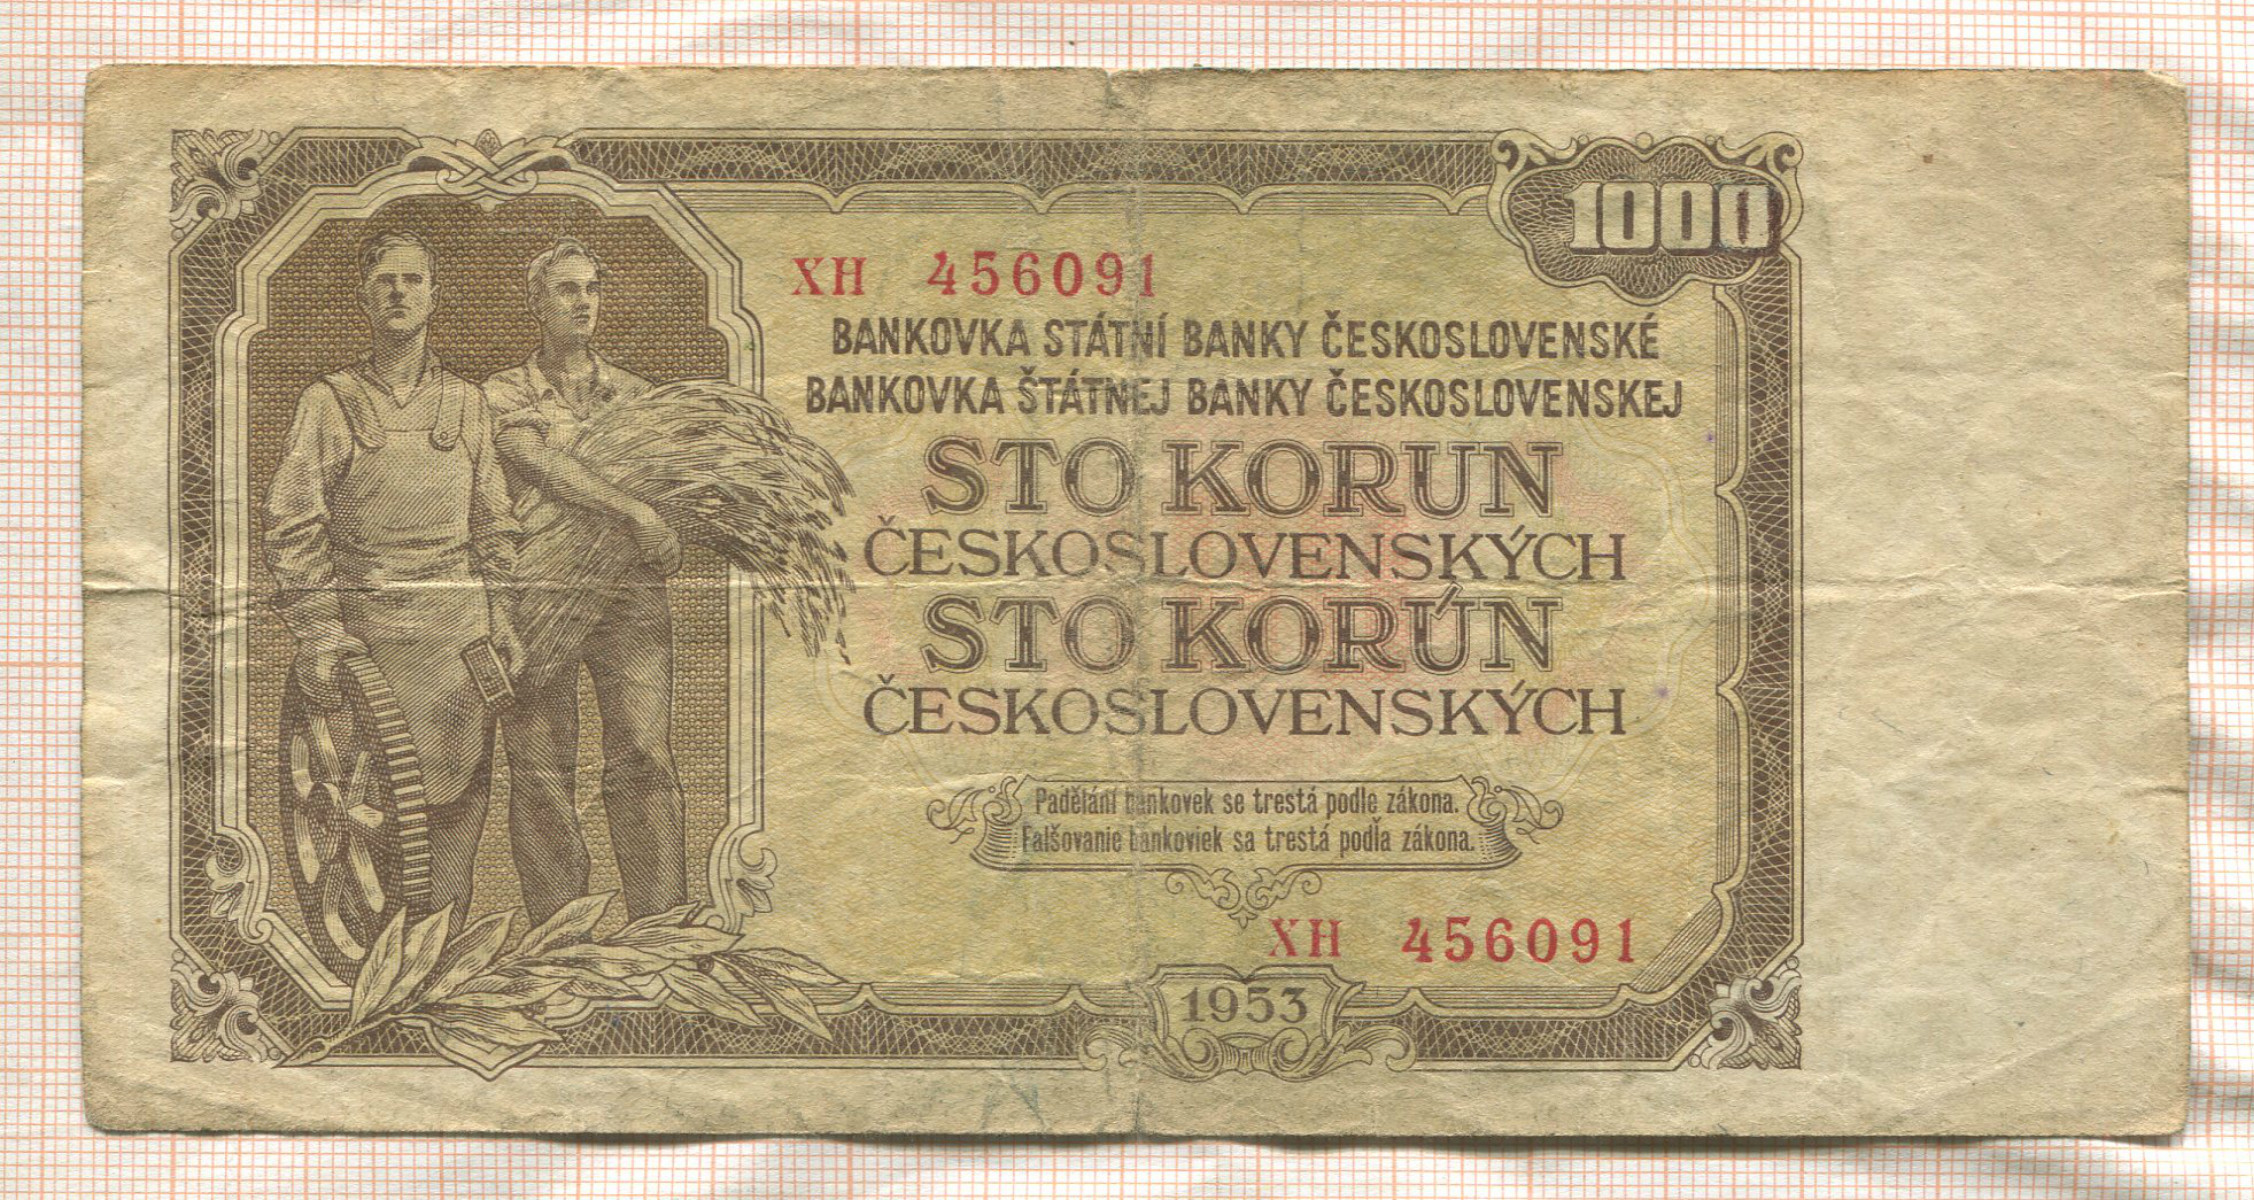 1000
XH 456091
BANKOVKA STÁTNÍ BANKY ČESKOSLOVENSKÉ
BANKOVKA ŠTÁTNEJ BANKY ČESKOSLOVENSKEJ
STO KORUN
ČESKOSLOVENSKÝCH
STO KORÚN
ČESKOSLOVENSKÝCH
Padělání bankovek se trestá podle zákona.
Falšovanie bankoviek sa trestá podľa zákona.
XH 456091
1953